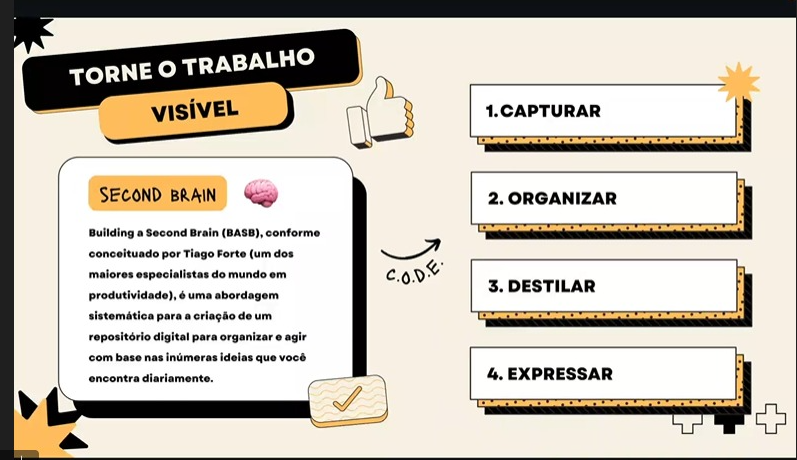 TORNE O TRABALHO
VISÍVEL
SECOND BRAIN
Building a Second Brain (BASB), conforme
conceituado por Tiago Forte (um dos
maiores especialistas do mundo em
produtividade), é uma abordagem
sistemática para a criação de um
repositório digital para organizar e agir
com base nas inúmeras ideias que você
encontra diariamente.
C.O.D.E.
1.CAPTURAR
2. ORGANIZAR
3. DESTILAR
4. EXPRESSAR